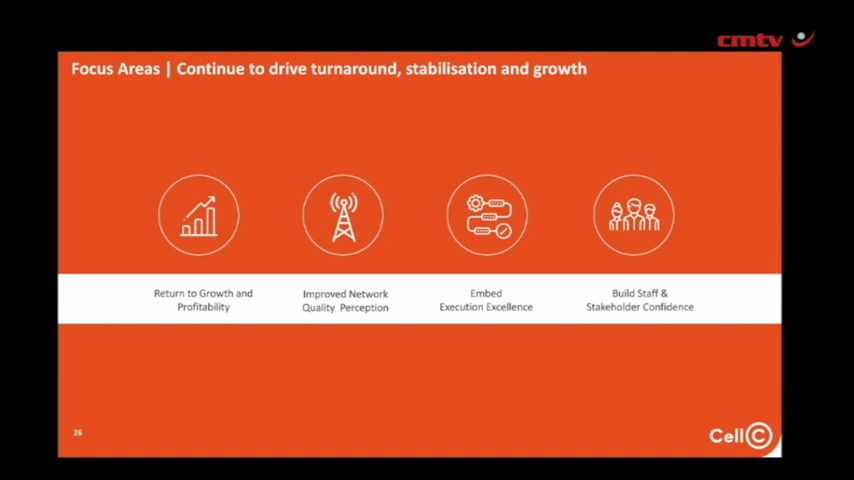 cmtv
Focus Areas | Continue to drive turnaround, stabilisation and growth
Return to Growth and
Profitability
Improved Network
Quality Perception
Embed
Execution Excellence
Build Staff &
Stakeholder Confidence
26
Cell C